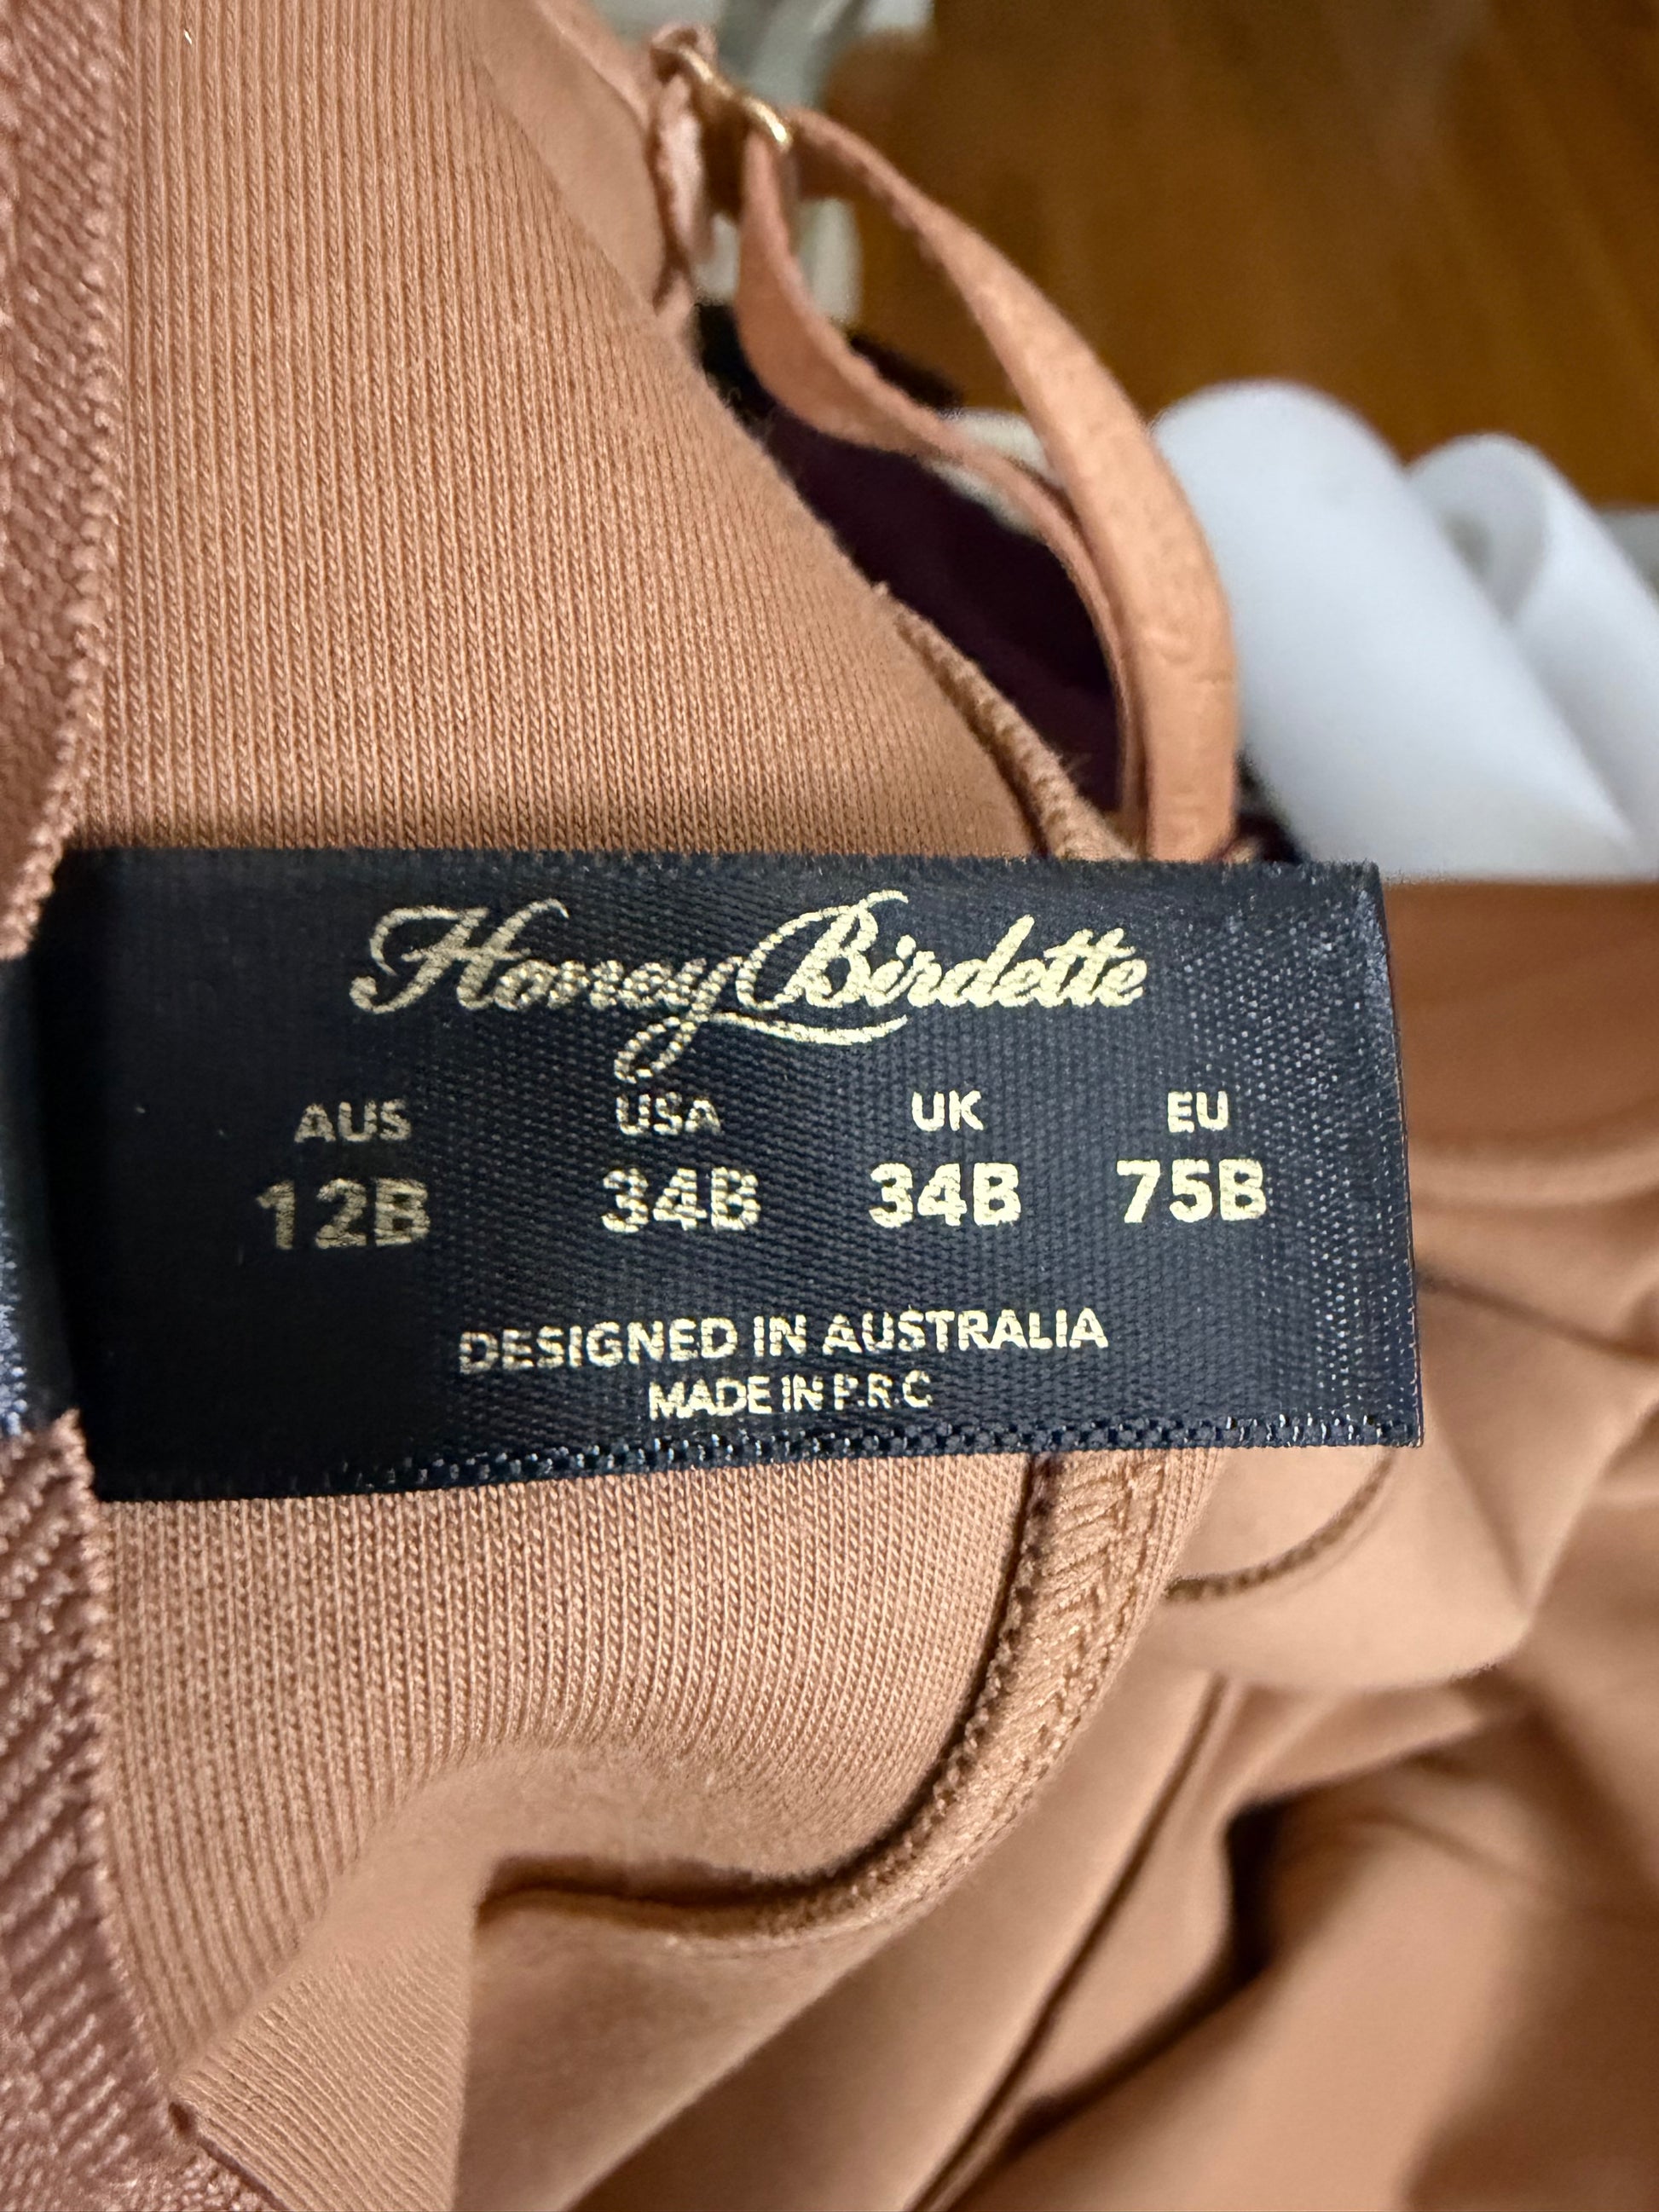 Honey Birdette
AUS USA UK EU
12B 34B 34B 75B
DESIGNED IN AUSTRALIA
MADE IN P.R.C